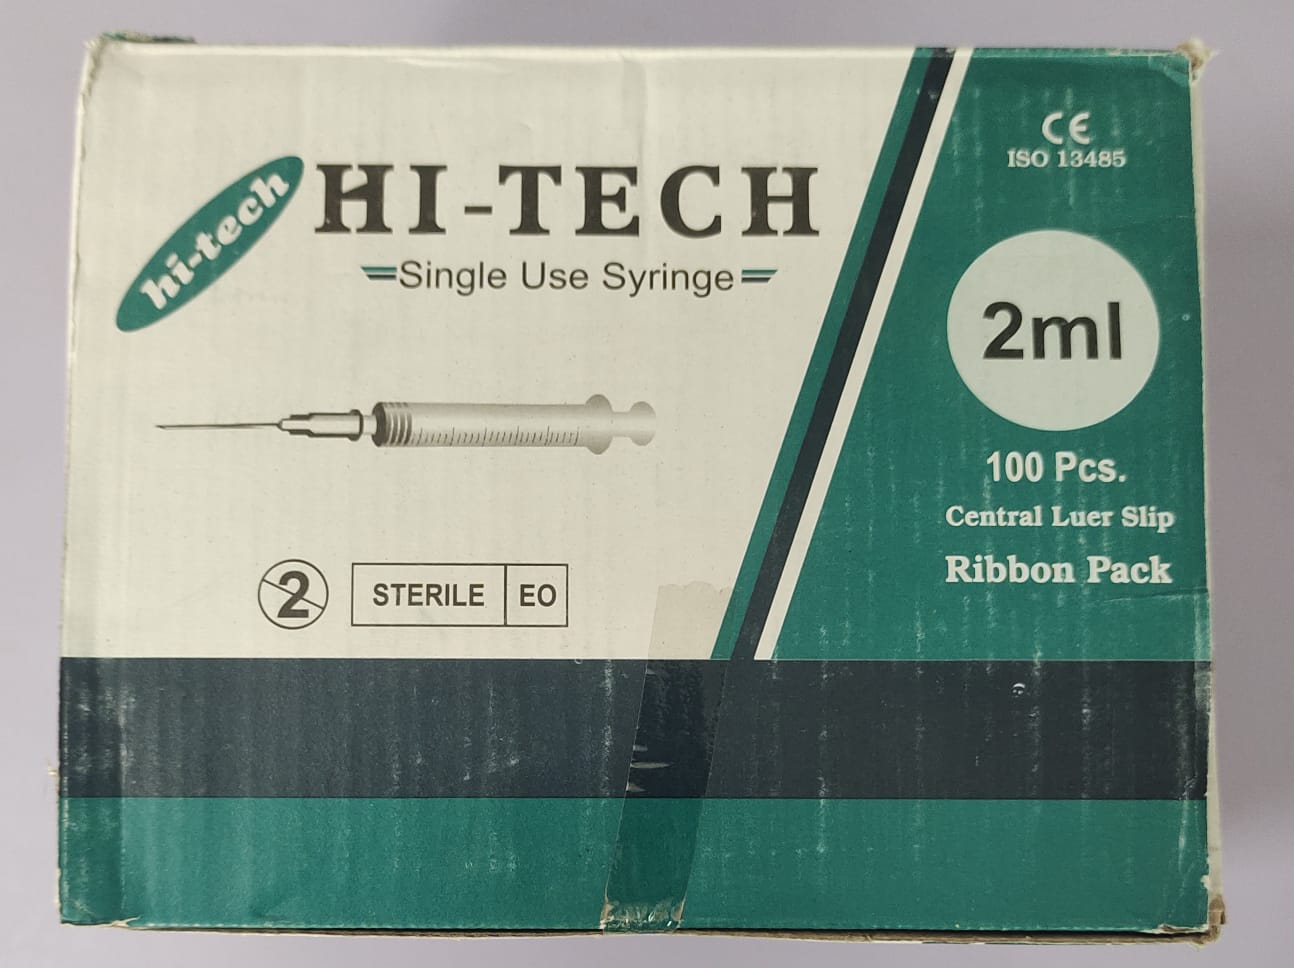 CE
ISO 13485
hi-tech
HI-TECH
Single Use Syringe
2ml
100 Pcs.
Central Luer Slip
Ribbon Pack
2
STERILE EO